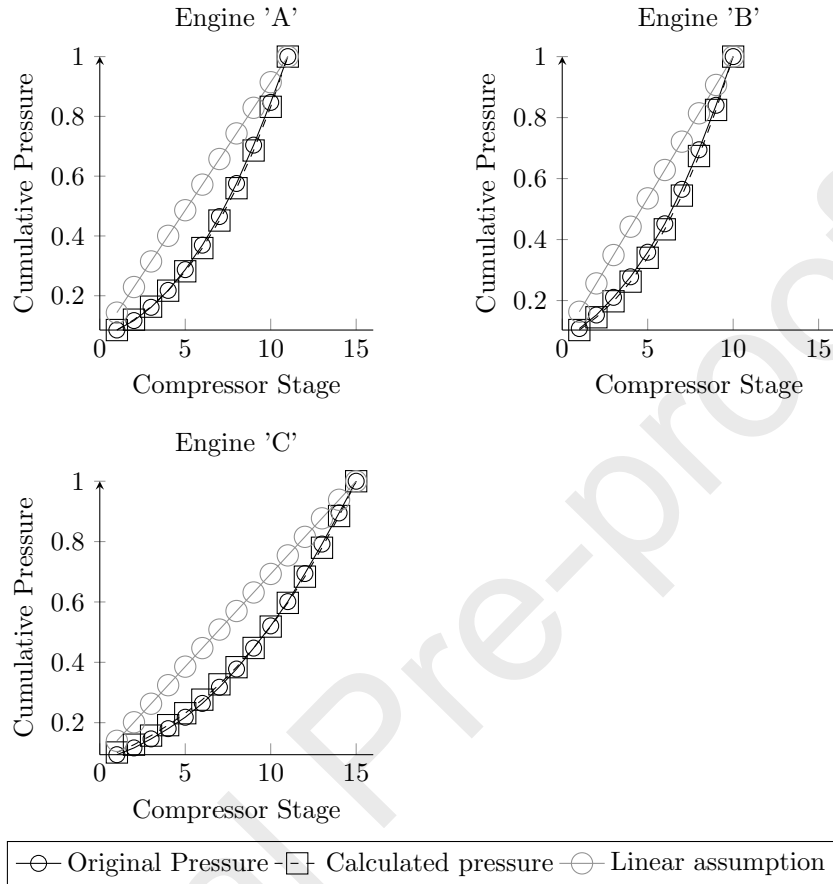 Engine 'A'
Cumulative Pressure
1
0.8
0.6
0.4
0.2
0 5 10 15
Compressor Stage
Engine 'B'
Cumulative Pressure
1
0.8
0.6
0.4
0.2
0 5 10 15
Compressor Stage
Engine 'C'
Cumulative Pressure
1
0.8
0.6
0.4
0.2
0 5 10 15
Compressor Stage
Original Pressure Calculated pressure Linear assumption
al Pre-proof